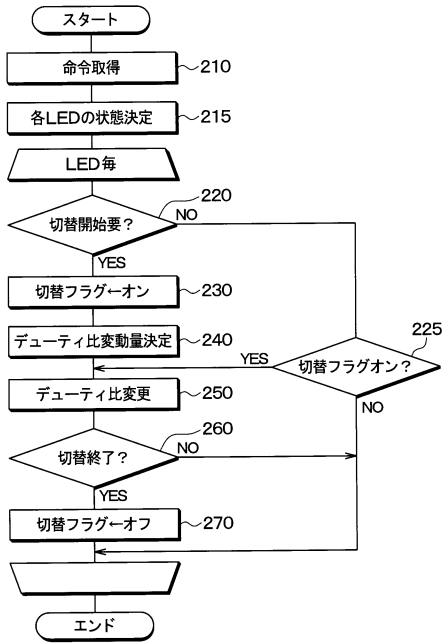 スタート
命令取得
210
各LEDの状態決定
215
LED毎
220
切替開始要?
NO
YES
切替フラグ←オン
230
225
デューティ比変動量決定
240
YES
切替フラグオン?
デューティ比変更
250
NO
260
切替終了?
NO
YES
切替フラグ←オフ
270
エンド